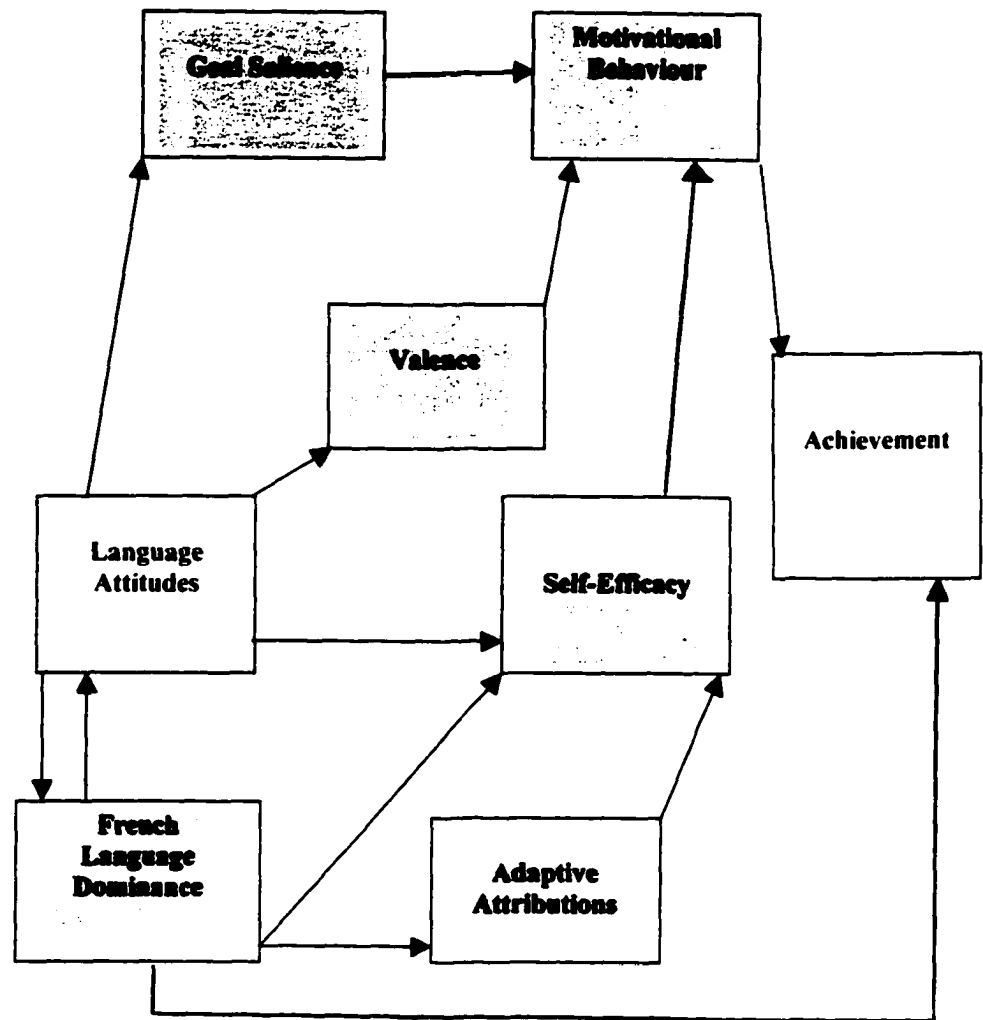 Goal Salience
Motivational
Behaviour
Valence
Achievement
Language
Attitudes
Self-Efficacy
French
Language
Dominance
Adaptive
Attributions